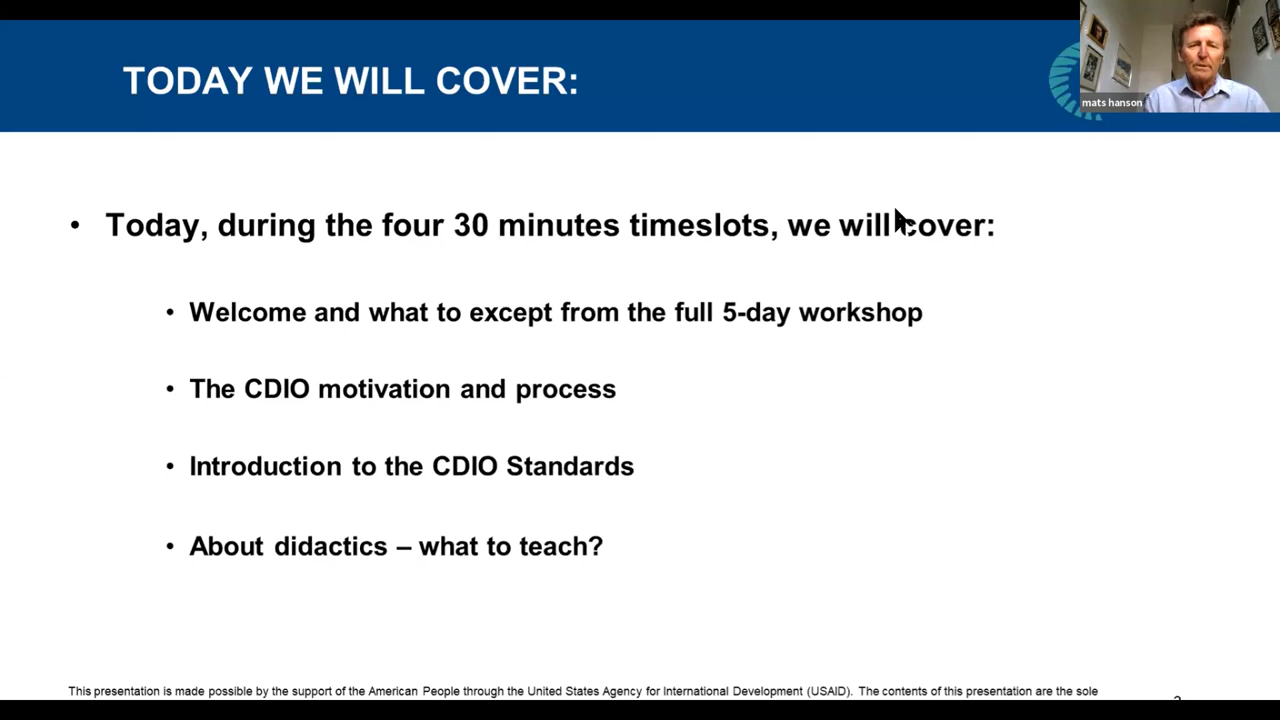 TODAY WE WILL COVER:
mats hanson
• Today, during the four 30 minutes timeslots, we will cover:
• Welcome and what to except from the full 5-day workshop
• The CDIO motivation and process
• Introduction to the CDIO Standards
• About didactics – what to teach?
This presentation is made possible by the support of the American People through the United States Agency for International Development (USAID). The contents of this presentation are the sole